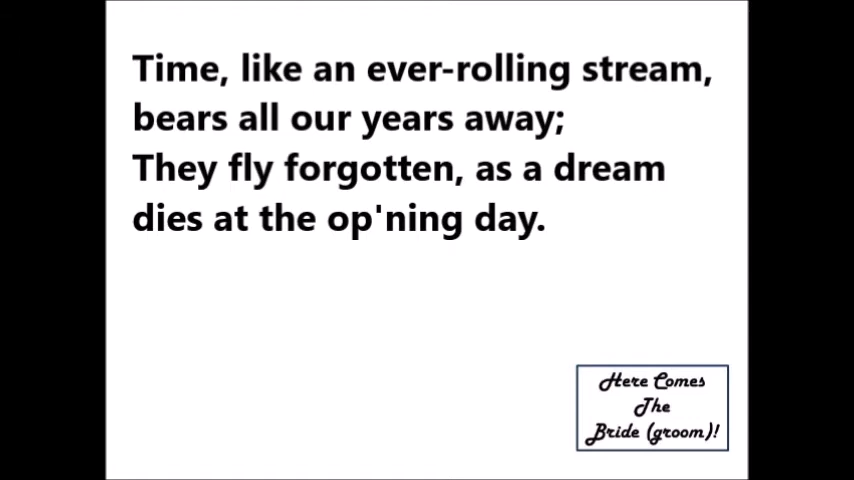 Time, like an ever-rolling stream,
bears all our years away;
They fly forgotten, as a dream
dies at the op'ning day.
Here Comes
The
Bride (groom)!